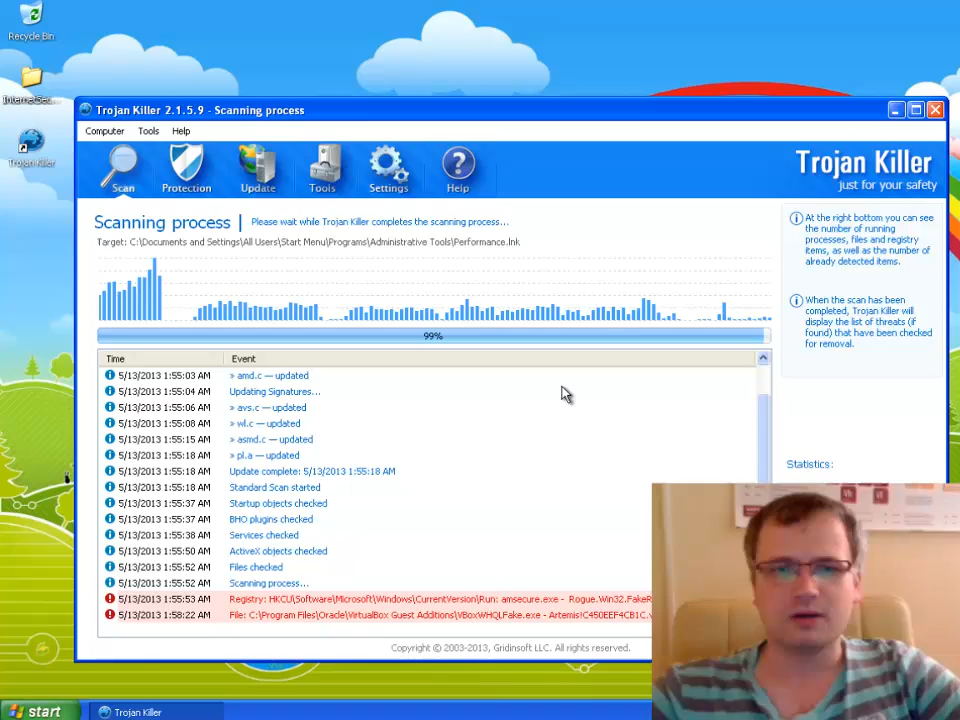 Recycle Bin
InternetSec...
Trojan Killer
Trojan Killer 2.1.5.9 - Scanning process
Computer Tools Help
Scan Protection Update Tools Settings Help
Trojan Killer
just for your safety
Scanning process | Please wait while Trojan Killer completes the scanning process...
Target: C:\Documents and Settings\All Users\Start Menu\Programs\Administrative Tools\Performance.lnk
99%
Time Event
5/13/2013 1:55:03 AM » amd.c — updated
5/13/2013 1:55:04 AM Updating Signatures...
5/13/2013 1:55:06 AM » avs.c — updated
5/13/2013 1:55:08 AM » wl.c — updated
5/13/2013 1:55:15 AM » asmd.c — updated
5/13/2013 1:55:18 AM » pl.a — updated
5/13/2013 1:55:18 AM Update complete: 5/13/2013 1:55:18 AM
5/13/2013 1:55:18 AM Standard Scan started
5/13/2013 1:55:37 AM Startup objects checked
5/13/2013 1:55:37 AM BHO plugins checked
5/13/2013 1:55:38 AM Services checked
5/13/2013 1:55:50 AM ActiveX objects checked
5/13/2013 1:55:52 AM Files checked
5/13/2013 1:55:52 AM Scanning process...
5/13/2013 1:55:53 AM Registry: HKCU\Software\Microsoft\Windows\CurrentVersion\Run: amsecure.exe - Rogue.Win32.FakeR
5/13/2013 1:58:22 AM File: C:\Program Files\Oracle\VirtualBox Guest Additions\VBoxWHQLFake.exe - Artemis!C450EEF4CB1C.v
At the right bottom you can see
the number of running
processes, files and registry
items, as well as the number of
already detected items.
When the scan has been
completed, Trojan Killer will
display the list of threats (if
found) that have been checked
for removal.
Statistics:
Copyright © 2003-2013, Gridinsoft LLC. All rights reserved.
start Trojan Killer